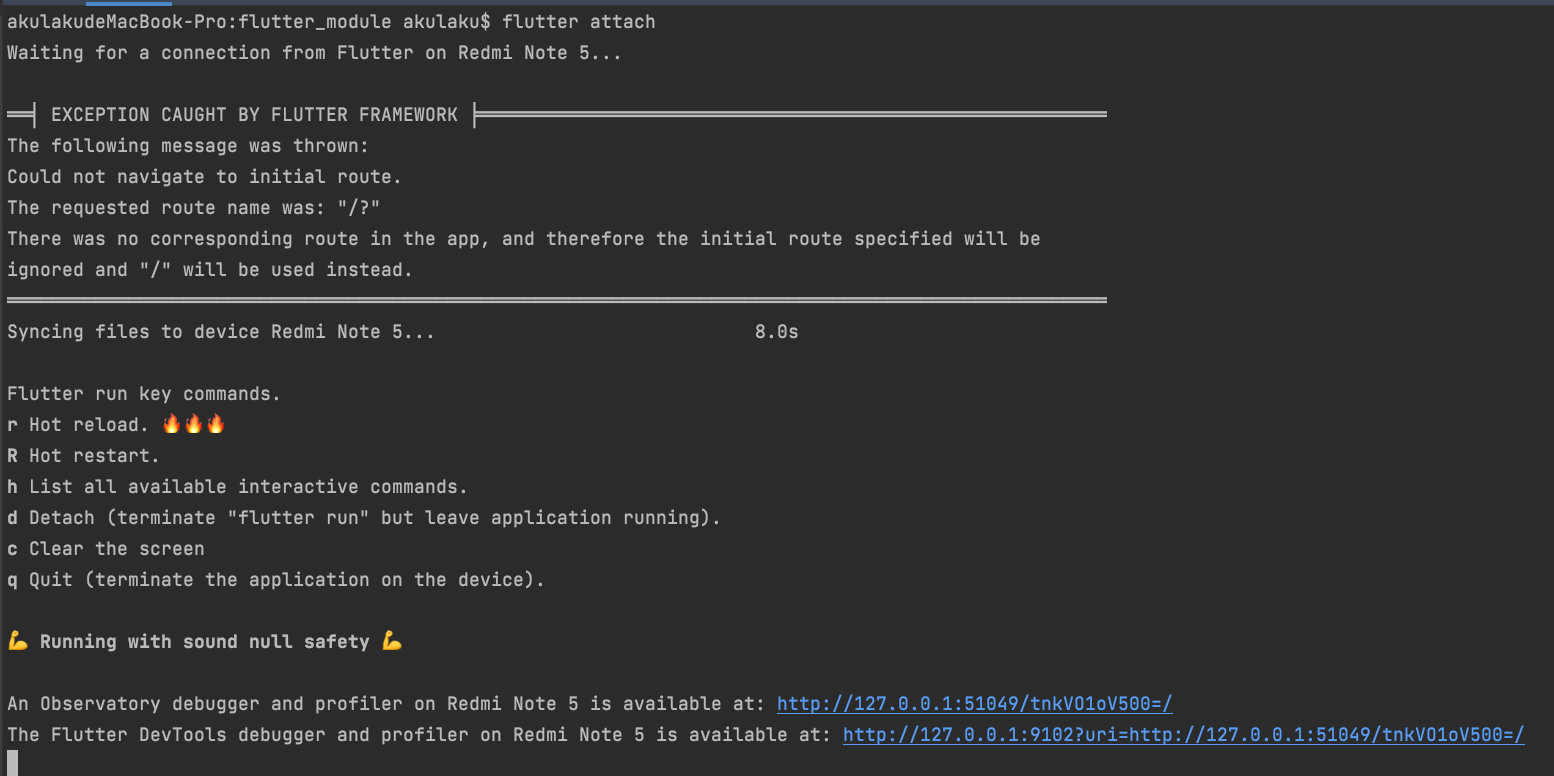 akulakudeMacBook-Pro:flutter_module akulaku$ flutter attach
Waiting for a connection from Flutter on Redmi Note 5...
══╡ EXCEPTION CAUGHT BY FLUTTER FRAMEWORK ╞═════════════════════════════════════════════════════════
The following message was thrown:
Could not navigate to initial route.
The requested route name was: "/?"
There was no corresponding route in the app, and therefore the initial route specified will be
ignored and "/" will be used instead.
════════════════════════════════════════════════════════════════════════════════════════════════════
Syncing files to device Redmi Note 5... 8.0s
Flutter run key commands.
r Hot reload. 🔥🔥🔥
R Hot restart.
h List all available interactive commands.
d Detach (terminate "flutter run" but leave application running).
c Clear the screen
q Quit (terminate the application on the device).
💪 Running with sound null safety 💪
An Observatory debugger and profiler on Redmi Note 5 is available at: http://127.0.0.1:51049/tnkVO1oV500=/
The Flutter DevTools debugger and profiler on Redmi Note 5 is available at: http://127.0.0.1:9102?uri=http://127.0.0.1:51049/tnkVO1oV500=/